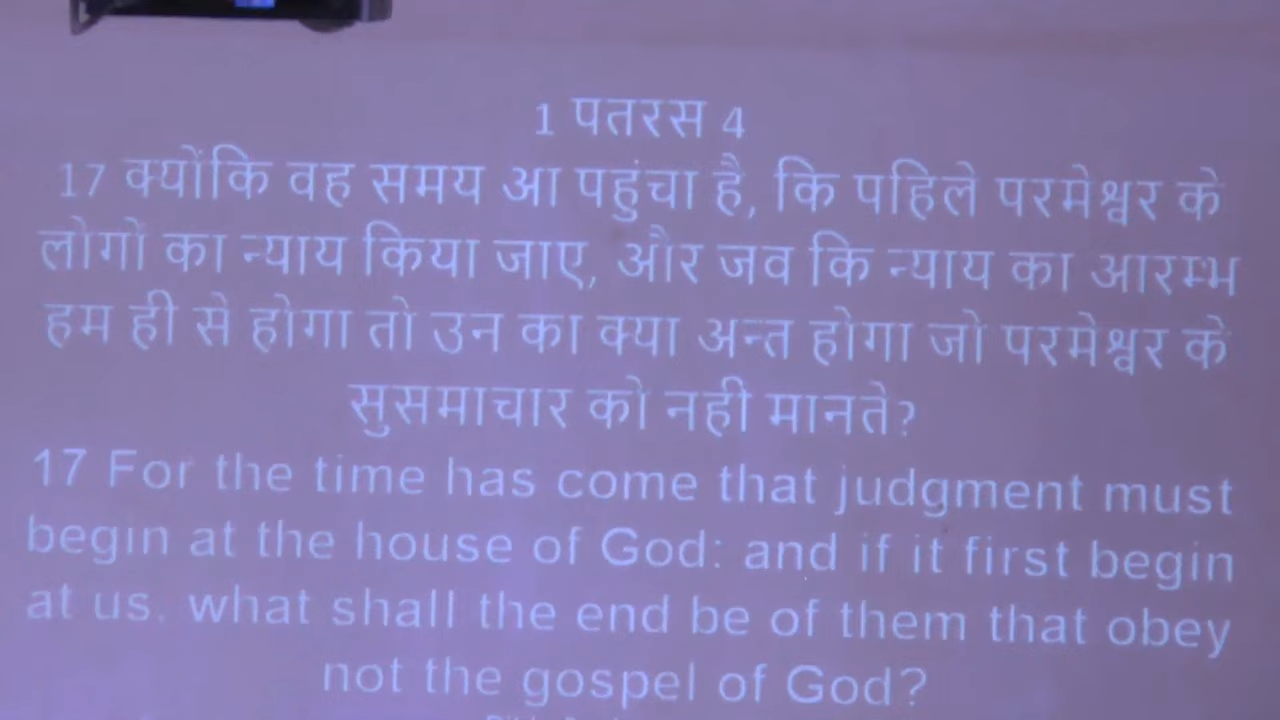 1 पतरस 4
17 क्योंकि वह समय आ पहुंचा है, कि पहिले परमेश्वर के
लोगों का न्याय किया जाए, और जव कि न्याय का आरम्भ
हम ही से होगा तो उन का क्या अन्त होगा जो परमेश्वर के
सुसमाचार को नही मानते?
17 For the time has come that judgment must
begin at the house of God: and if it first begin
at us, what shall the end be of them that obey
not the gospel of God?